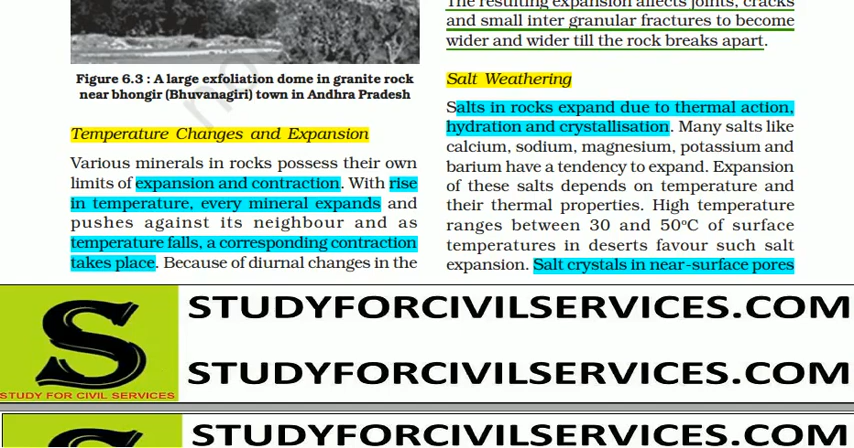 Figure 6.3 : A large exfoliation dome in granite rock
near bhongir (Bhuvanagiri) town in Andhra Pradesh
Temperature Changes and Expansion
Various minerals in rocks possess their own
limits of expansion and contraction. With rise
in temperature, every mineral expands and
pushes against its neighbour and as
temperature falls, a corresponding contraction
takes place. Because of diurnal changes in the
The resulting expansion affects joints, cracks
and small inter granular fractures to become
wider and wider till the rock breaks apart.
Salt Weathering
Salts in rocks expand due to thermal action,
hydration and crystallisation. Many salts like
calcium, sodium, magnesium, potassium and
barium have a tendency to expand. Expansion
of these salts depends on temperature and
their thermal properties. High temperature
ranges between 30 and 50°C of surface
temperatures in deserts favour such salt
expansion. Salt crystals in near-surface pores
S
STUDY FOR CIVIL SERVICES
STUDYFORCIVILSERVICES.COM
STUDYFORCIVILSERVICES.COM
STUDYFORCIVILSERVICES.COM